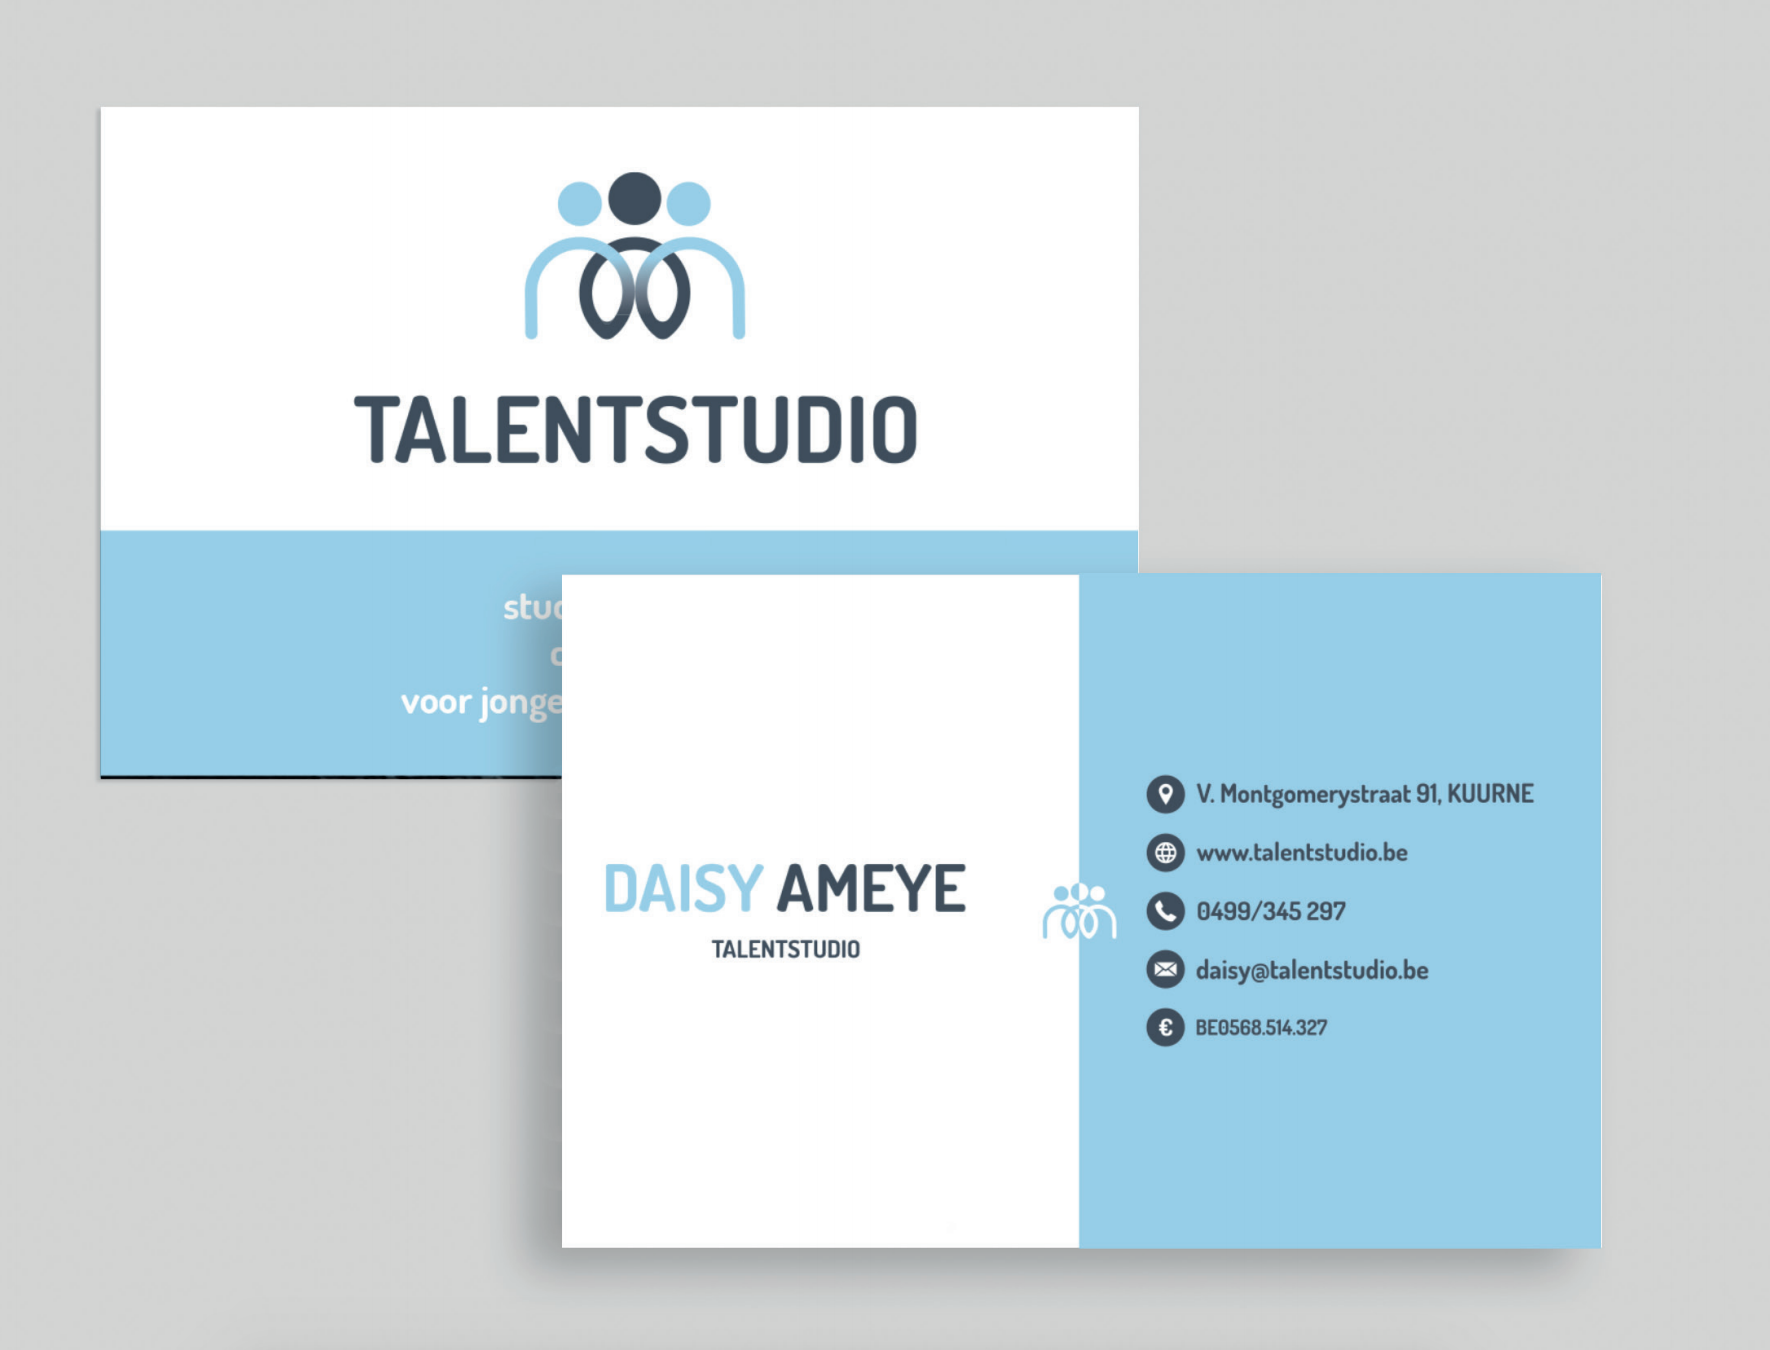 TALENTSTUDIO
voor
DAISY AMEYE
TALENTSTUDIO
V. Montgomerystraat 91, KUURNE
www.talentstudio.be
0499/345 297
daisy@talentstudio.be
BE0568.514.327